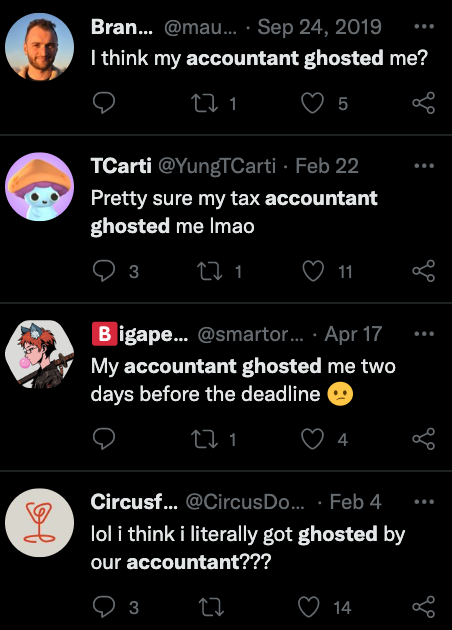 Bran... @mau... · Sep 24, 2019
I think my accountant ghosted me?
1 5
TCarti @YungTCarti · Feb 22
Pretty sure my tax accountant
ghosted me lmao
3 1 11
🅱️igape... @smartor... · Apr 17
My accountant ghosted me two
days before the deadline 😕
1 4
Circusf... @CircusDo... · Feb 4
lol i think i literally got ghosted by
our accountant???
3 14